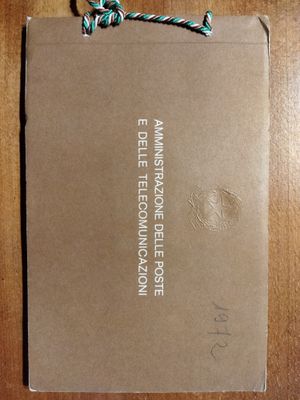 AMMINISTRAZIONE DELLE POSTE
E DELLE TELECOMUNICAZIONI
1972